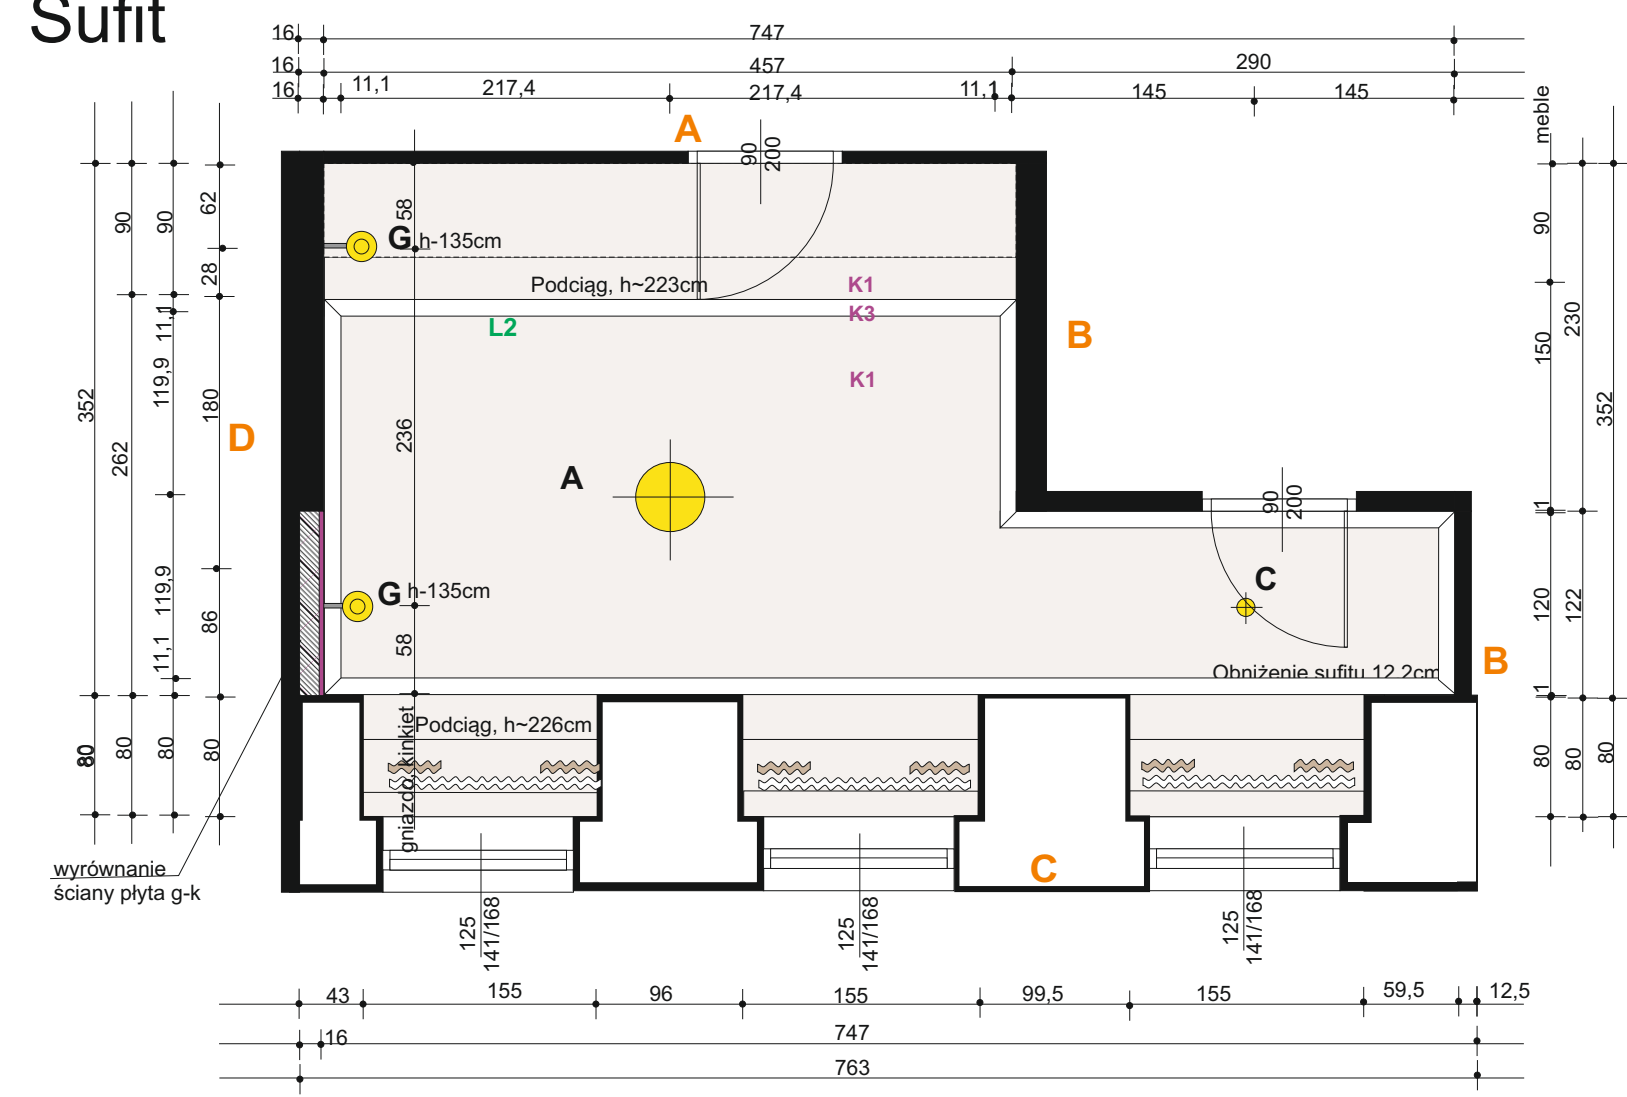 Sufit
16 747
16 457 290
16 11,1 217,4 217,4 11,1 145 145
meble
A
90
200
62
90
90
58
G h-135cm
90
28
Podciąg, h~223cm
K1
11,1
L2
K3
B
230
150
119,9
K1
352
180
352
D
236
262
A
90
200
1
C
119,9
G h-135cm
120
122
86
58
11,1
Obniżenie sufitu 12,2cm
B
1
80
80
80
80
gniazdo, kinkiet
Podciąg, h~226cm
80
80
80
wyrównanie
ściany płyta g-k
C
125
141/168
125
141/168
125
141/168
43 155 96 155 99,5 155 59,5 12,5
16 747
763